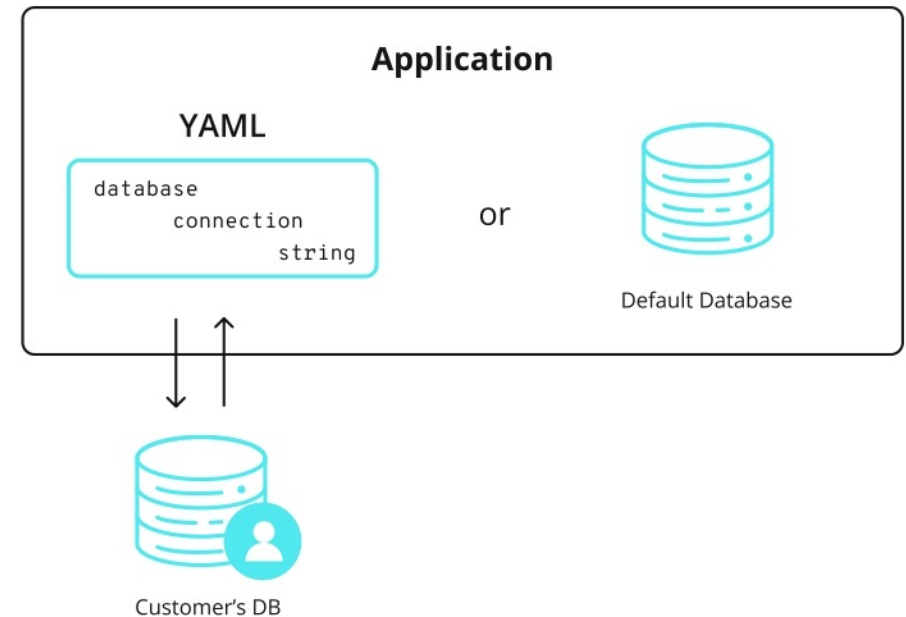 Application
YAML
database
connection
string
or
Default Database
Customer’s DB